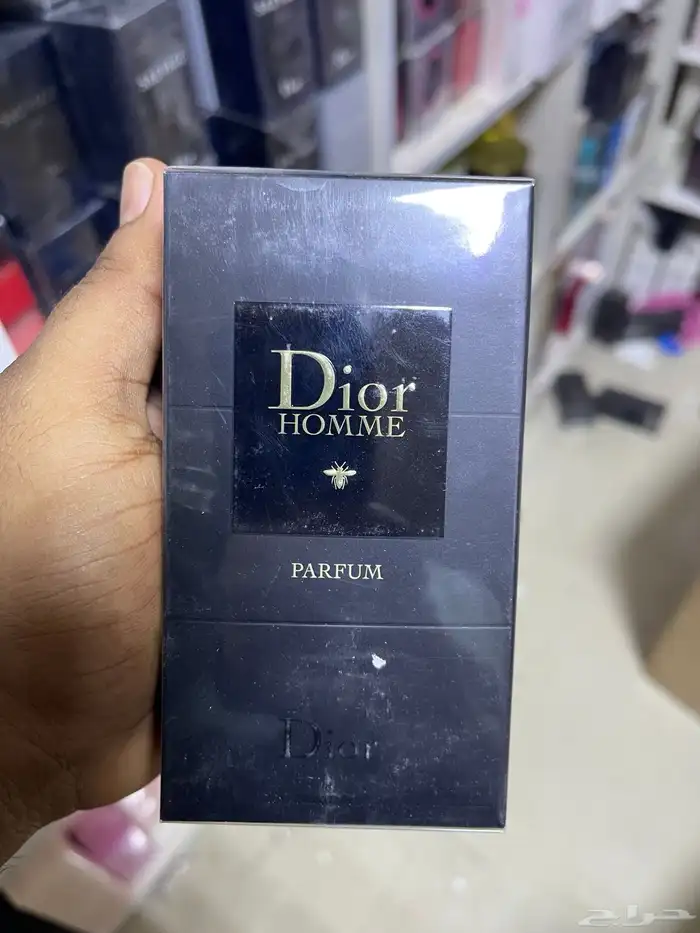 Dior
HOMME
PARFUM
Dior
حراج